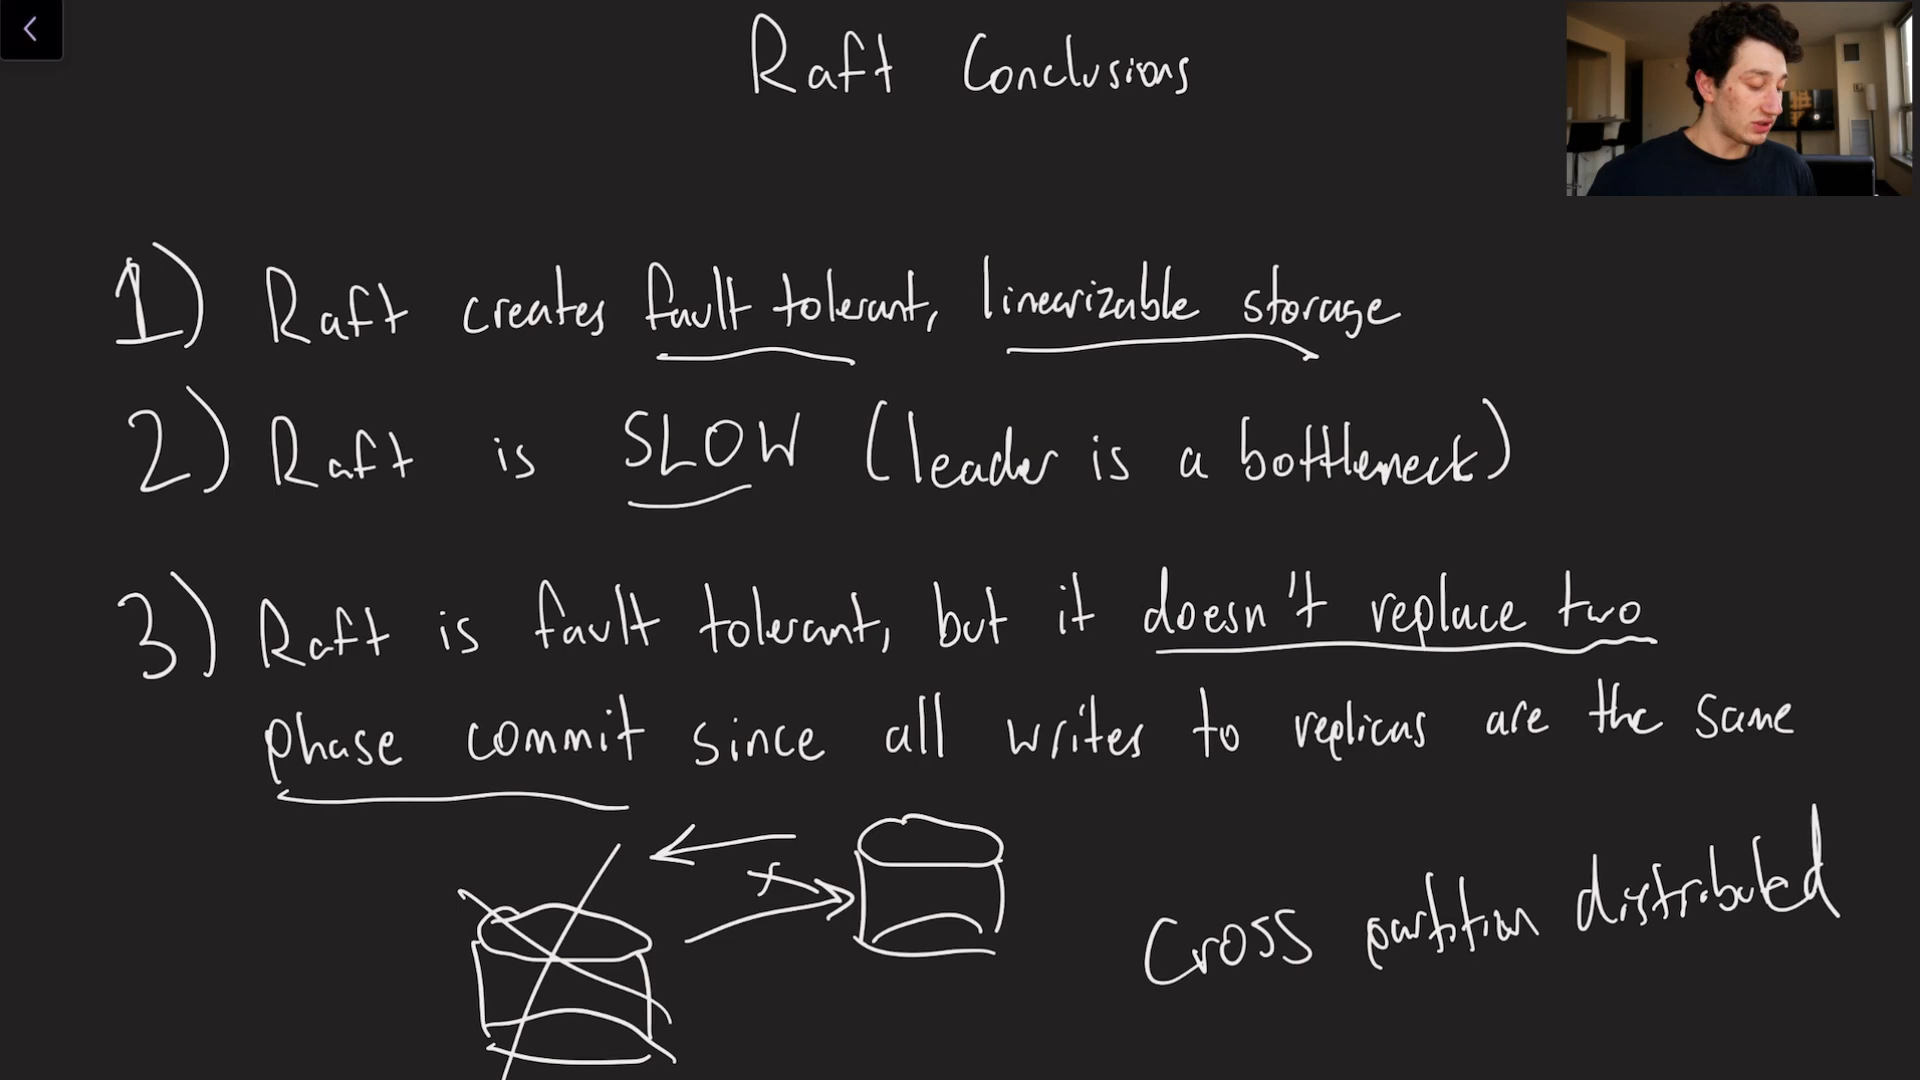 Raft Conclusions
1) Raft creates fault tolerant, linearizable storage
2) Raft is SLOW (leader is a bottleneck)
3) Raft is fault tolerant, but it doesn't replace two
phase commit since all writes to replicas are the same
x
Cross partition distributed